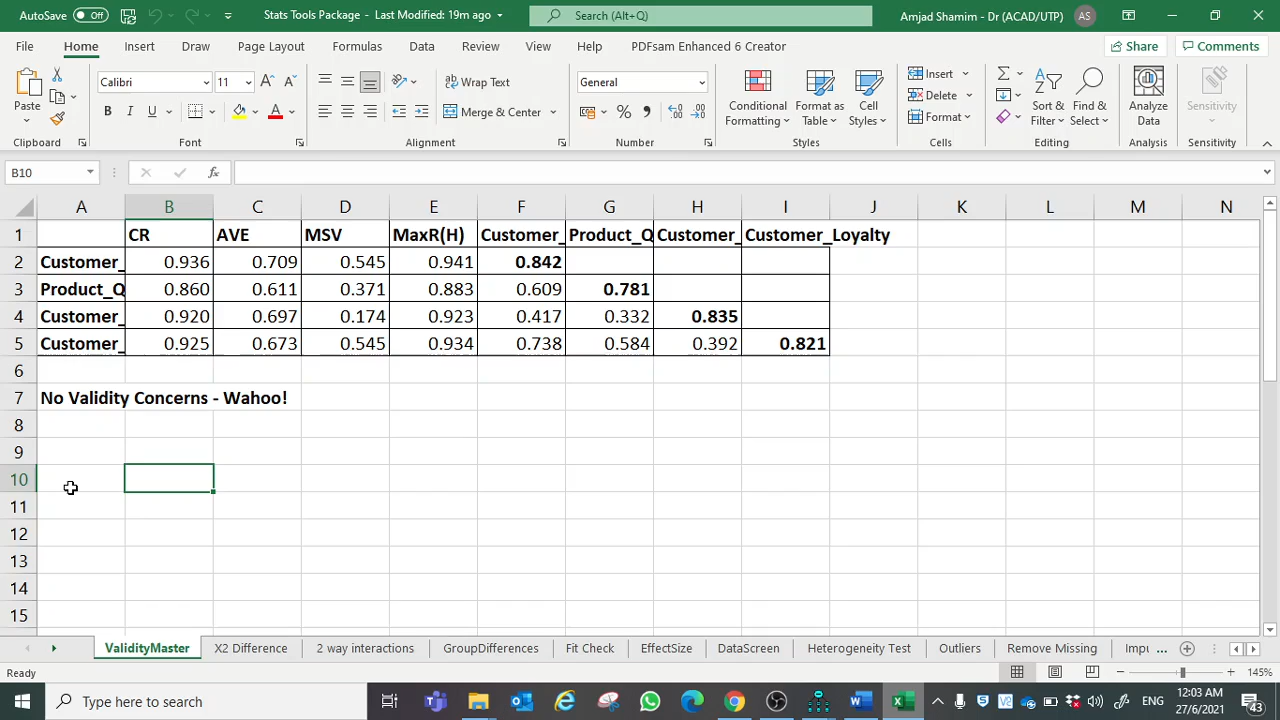 AutoSave Off Stats Tools Package - Last Modified: 19m ago Search (Alt+Q) Amjad Shamim - Dr (ACAD/UTP) AS
File Home Insert Draw Page Layout Formulas Data Review View Help PDFsam Enhanced 6 Creator Share Comments
Paste Calibri 11 Wrap Text General Conditional Formatting Format as Table Cell Styles Insert Sort & Filter Find & Select Analyze Data Sensitivity
Merge & Center Delete
Format
Clipboard Font Alignment Number Styles Cells Editing Analysis Sensitivity
B10 fx
A B C D E F G H I J K L M N
1 CR AVE MSV MaxR(H) Customer_ Product_Q Customer_ Customer_Loyalty
2 Customer_ 0.936 0.709 0.545 0.941 0.842
3 Product_Q 0.860 0.611 0.371 0.883 0.609 0.781
4 Customer_ 0.920 0.697 0.174 0.923 0.417 0.332 0.835
5 Customer_ 0.925 0.673 0.545 0.934 0.738 0.584 0.392 0.821
6
7 No Validity Concerns - Wahoo!
8
9
10
11
12
13
14
15
ValidityMaster X2 Difference 2 way interactions GroupDifferences Fit Check EffectSize DataScreen Heterogeneity Test Outliers Remove Missing Impu ...
Ready 145%
Type here to search ENG 12:03 AM
27/6/2021 43